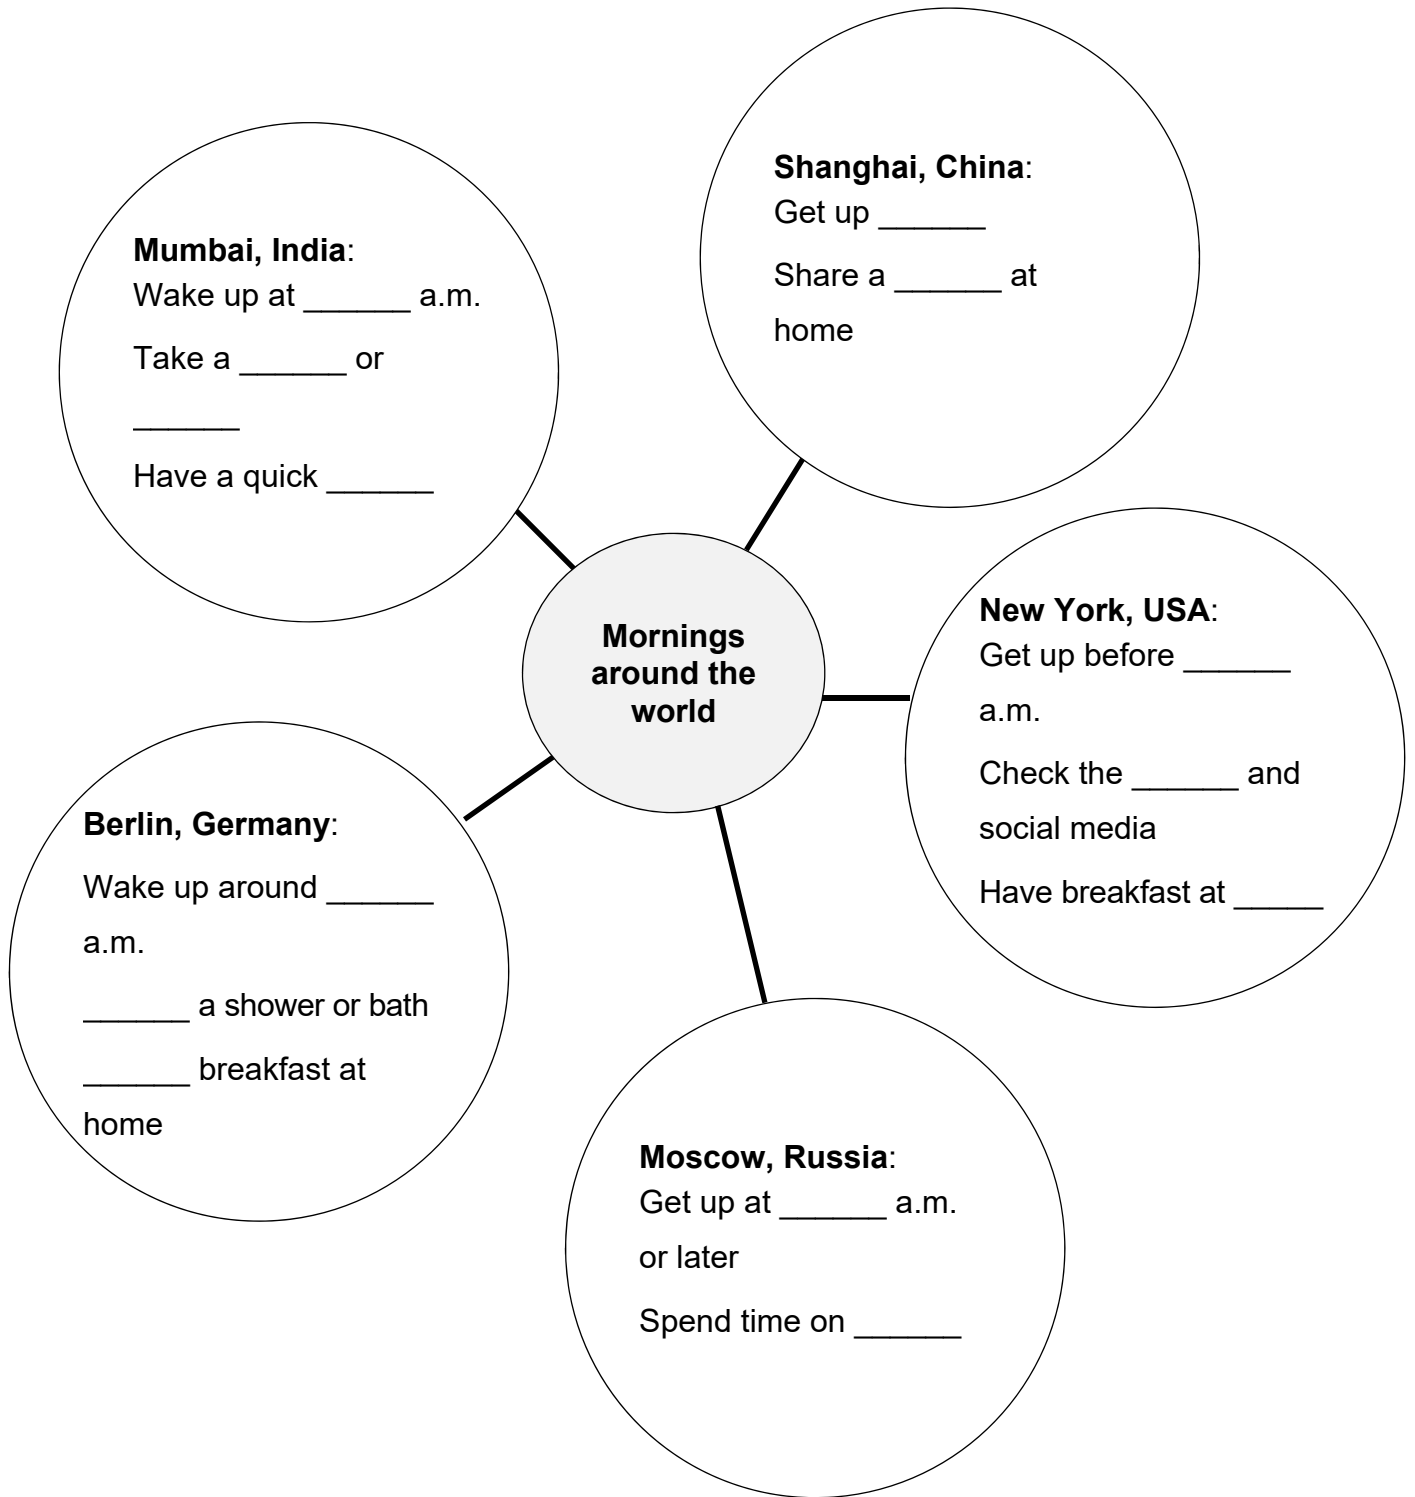 Shanghai, China:
Get up ______
Share a ______ at
home
Mumbai, India:
Wake up at ______ a.m.
Take a ______ or
______
Have a quick ______
New York, USA:
Get up before ______
a.m.
Check the ______ and
social media
Have breakfast at _____
Mornings
around the
world
Berlin, Germany:
Wake up around ______
a.m.
______ a shower or bath
______ breakfast at
home
Moscow, Russia:
Get up at ______ a.m.
or later
Spend time on ______